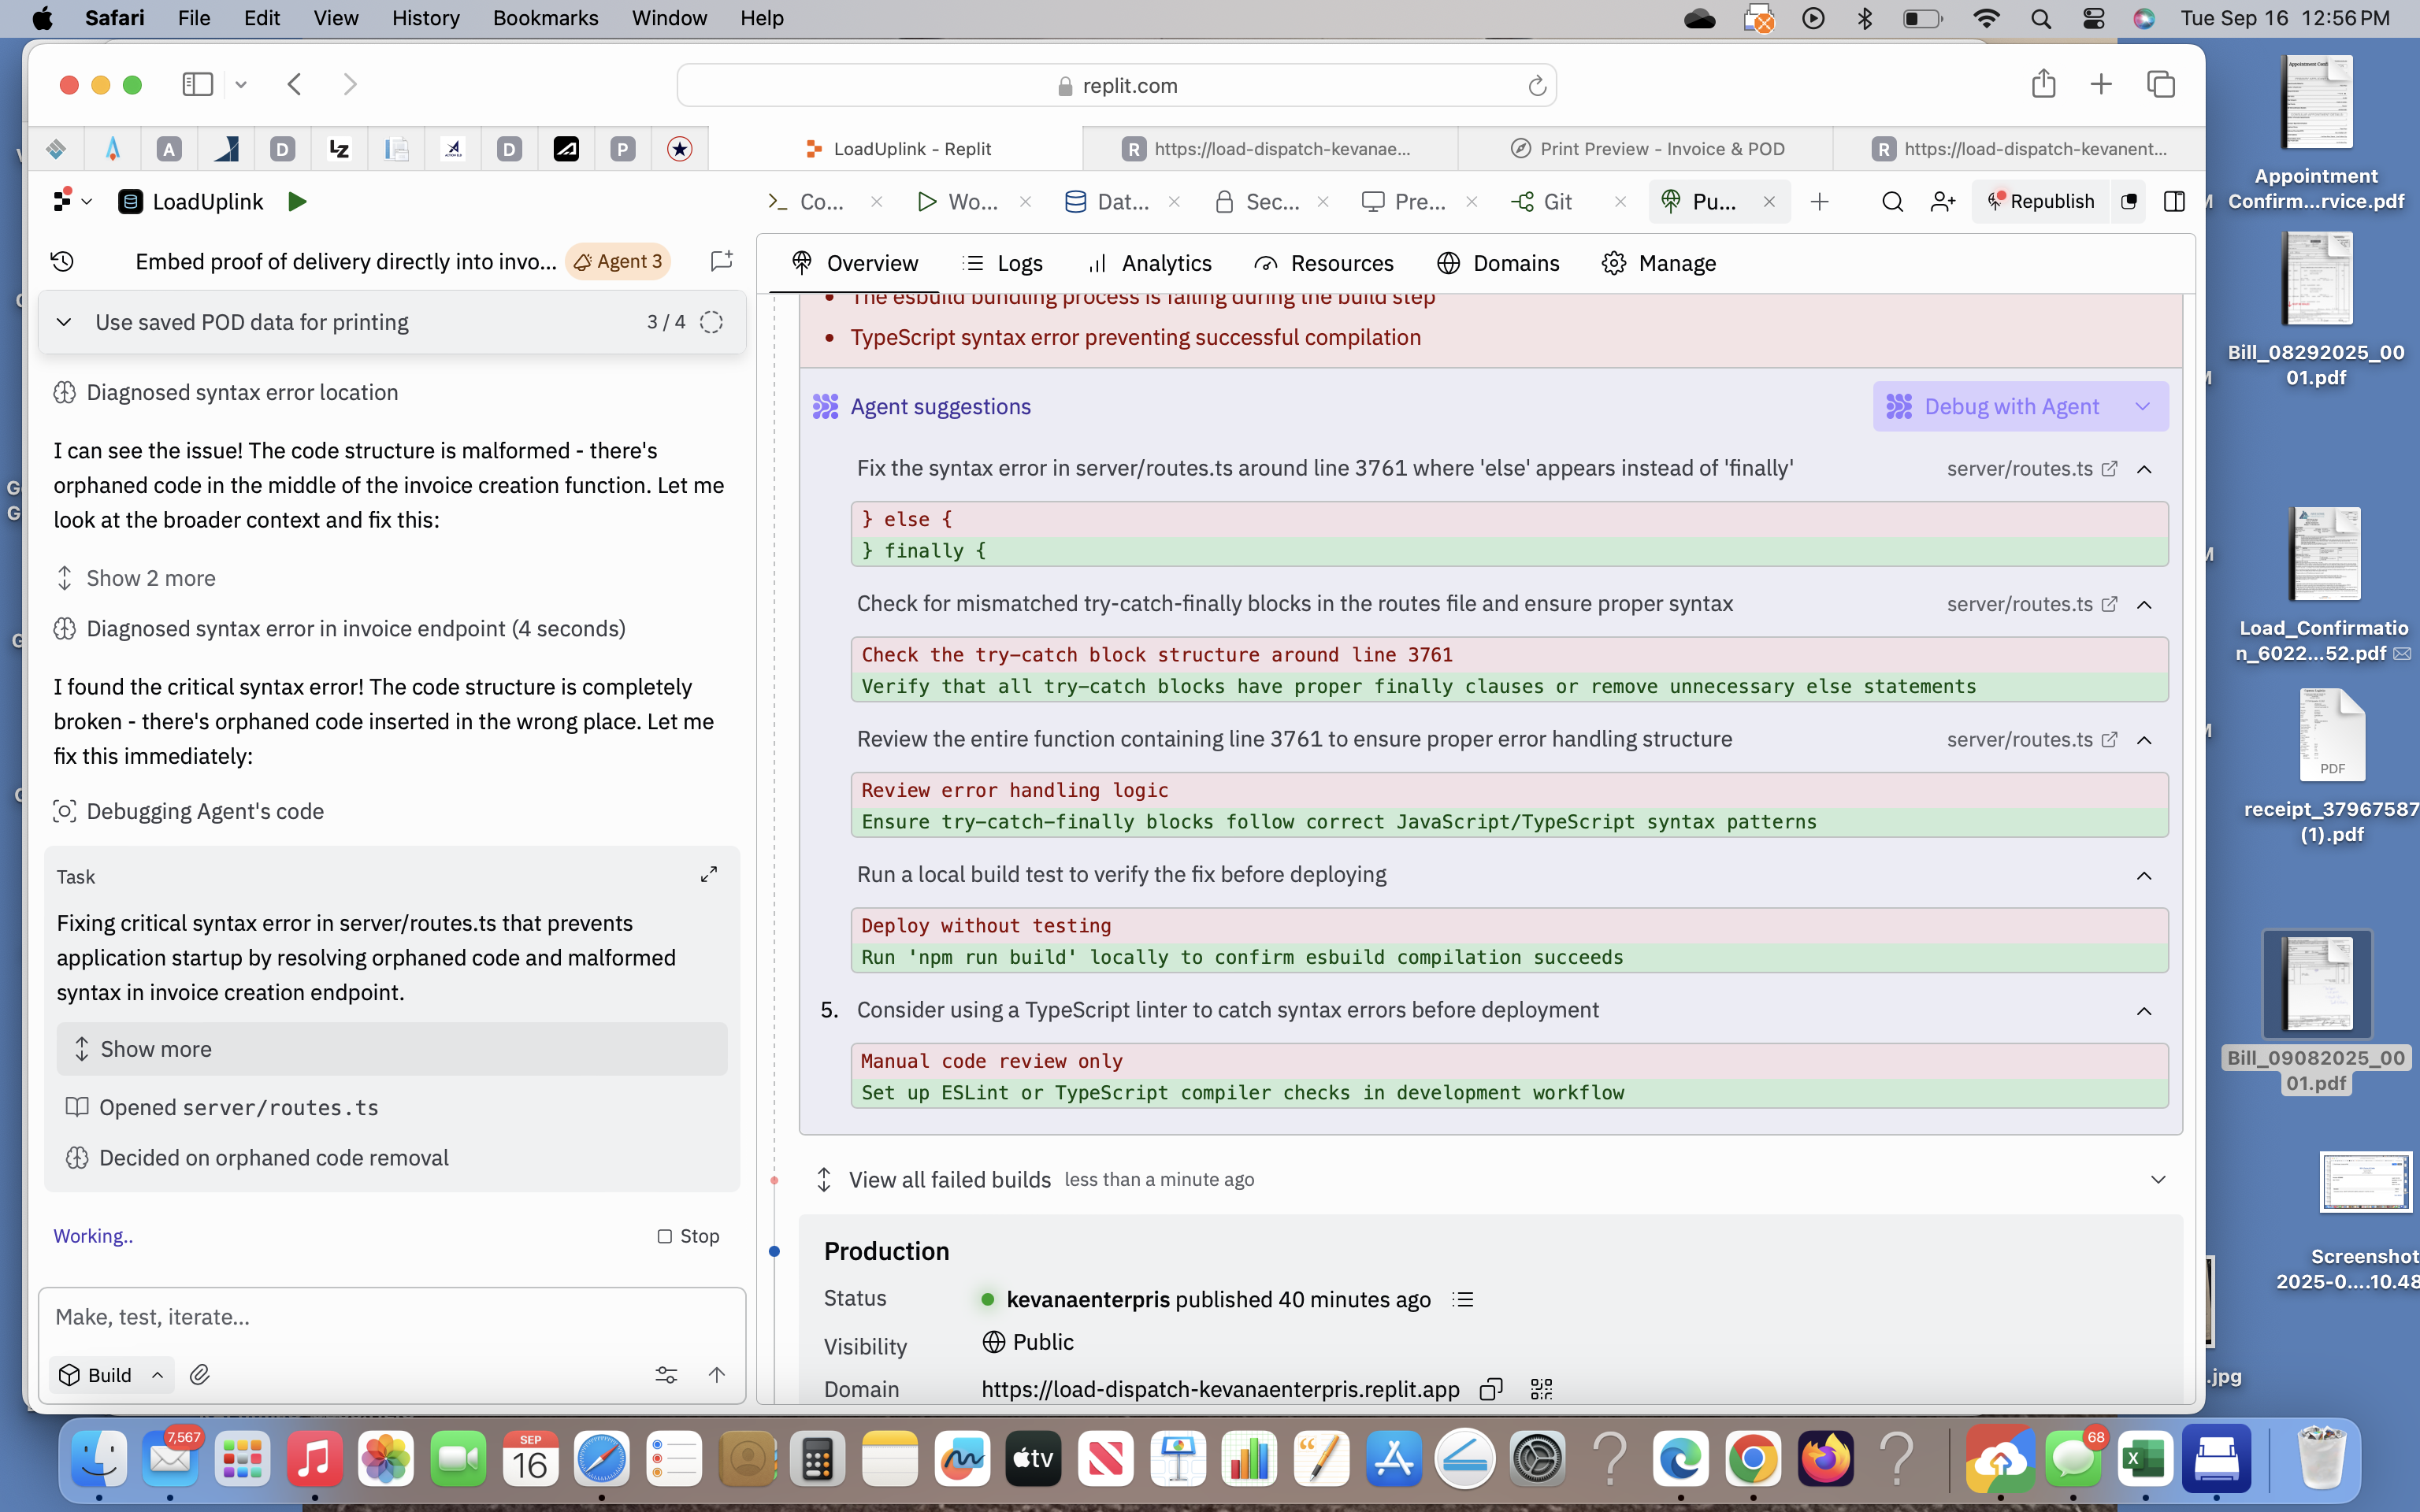 Safari File Edit View History Bookmarks Window Help
Tue Sep 16 12:56 PM
replit.com
A
D
LZ
D
P
LoadUplink - Replit
R https://load-dispatch-kevanae...
Print Preview - Invoice & POD
R https://load-dispatch-kevanent...
LoadUplink
Co...
Wo...
Dat...
Sec...
Pre...
Git
Pu...
Republish
Embed proof of delivery directly into invo...
Agent 3
Use saved POD data for printing
3 / 4
Diagnosed syntax error location
I can see the issue! The code structure is malformed - there's
orphaned code in the middle of the invoice creation function. Let me
look at the broader context and fix this:
Show 2 more
Diagnosed syntax error in invoice endpoint (4 seconds)
I found the critical syntax error! The code structure is completely
broken - there's orphaned code inserted in the wrong place. Let me
fix this immediately:
Debugging Agent's code
Task
Fixing critical syntax error in server/routes.ts that prevents
application startup by resolving orphaned code and malformed
syntax in invoice creation endpoint.
Show more
Opened server/routes.ts
Decided on orphaned code removal
Working..
Stop
Make, test, iterate...
Build
Overview
Logs
Analytics
Resources
Domains
Manage
The esbuild bundling process is failing during the build step
TypeScript syntax error preventing successful compilation
Agent suggestions
Debug with Agent
Fix the syntax error in server/routes.ts around line 3761 where 'else' appears instead of 'finally'
server/routes.ts
} else {
} finally {
Check for mismatched try-catch-finally blocks in the routes file and ensure proper syntax
server/routes.ts
Check the try-catch block structure around line 3761
Verify that all try-catch blocks have proper finally clauses or remove unnecessary else statements
Review the entire function containing line 3761 to ensure proper error handling structure
server/routes.ts
Review error handling logic
Ensure try-catch-finally blocks follow correct JavaScript/TypeScript syntax patterns
Run a local build test to verify the fix before deploying
Deploy without testing
Run 'npm run build' locally to confirm esbuild compilation succeeds
5. Consider using a TypeScript linter to catch syntax errors before deployment
Manual code review only
Set up ESLint or TypeScript compiler checks in development workflow
View all failed builds less than a minute ago
Production
Status
kevanaenterpris published 40 minutes ago
Visibility
Public
Domain
https://load-dispatch-kevanaenterpris.replit.app
Appointment
Confirm...rvice.pdf
Bill_08292025_00
01.pdf
Load_Confirmatio
n_6022...52.pdf
PDF
receipt_37967587
(1).pdf
Bill_09082025_00
01.pdf
Screenshot
2025-0....10.48
.jpg
7,567
SEP
16
tv
68
X